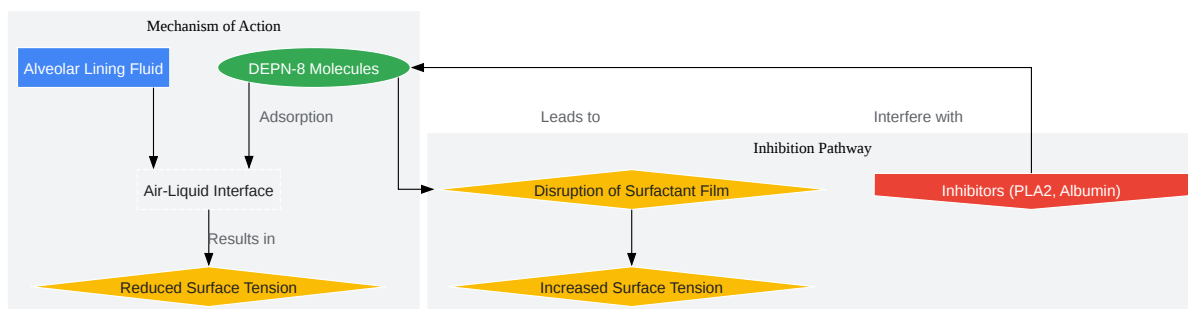 Mechanism of Action
Alveolar Lining Fluid
DEPN-8 Molecules
Adsorption
Leads to
Interfere with
Inhibition Pathway
Air-Liquid Interface
Disruption of Surfactant Film
Inhibitors (PLA2, Albumin)
Results in
Reduced Surface Tension
Increased Surface Tension